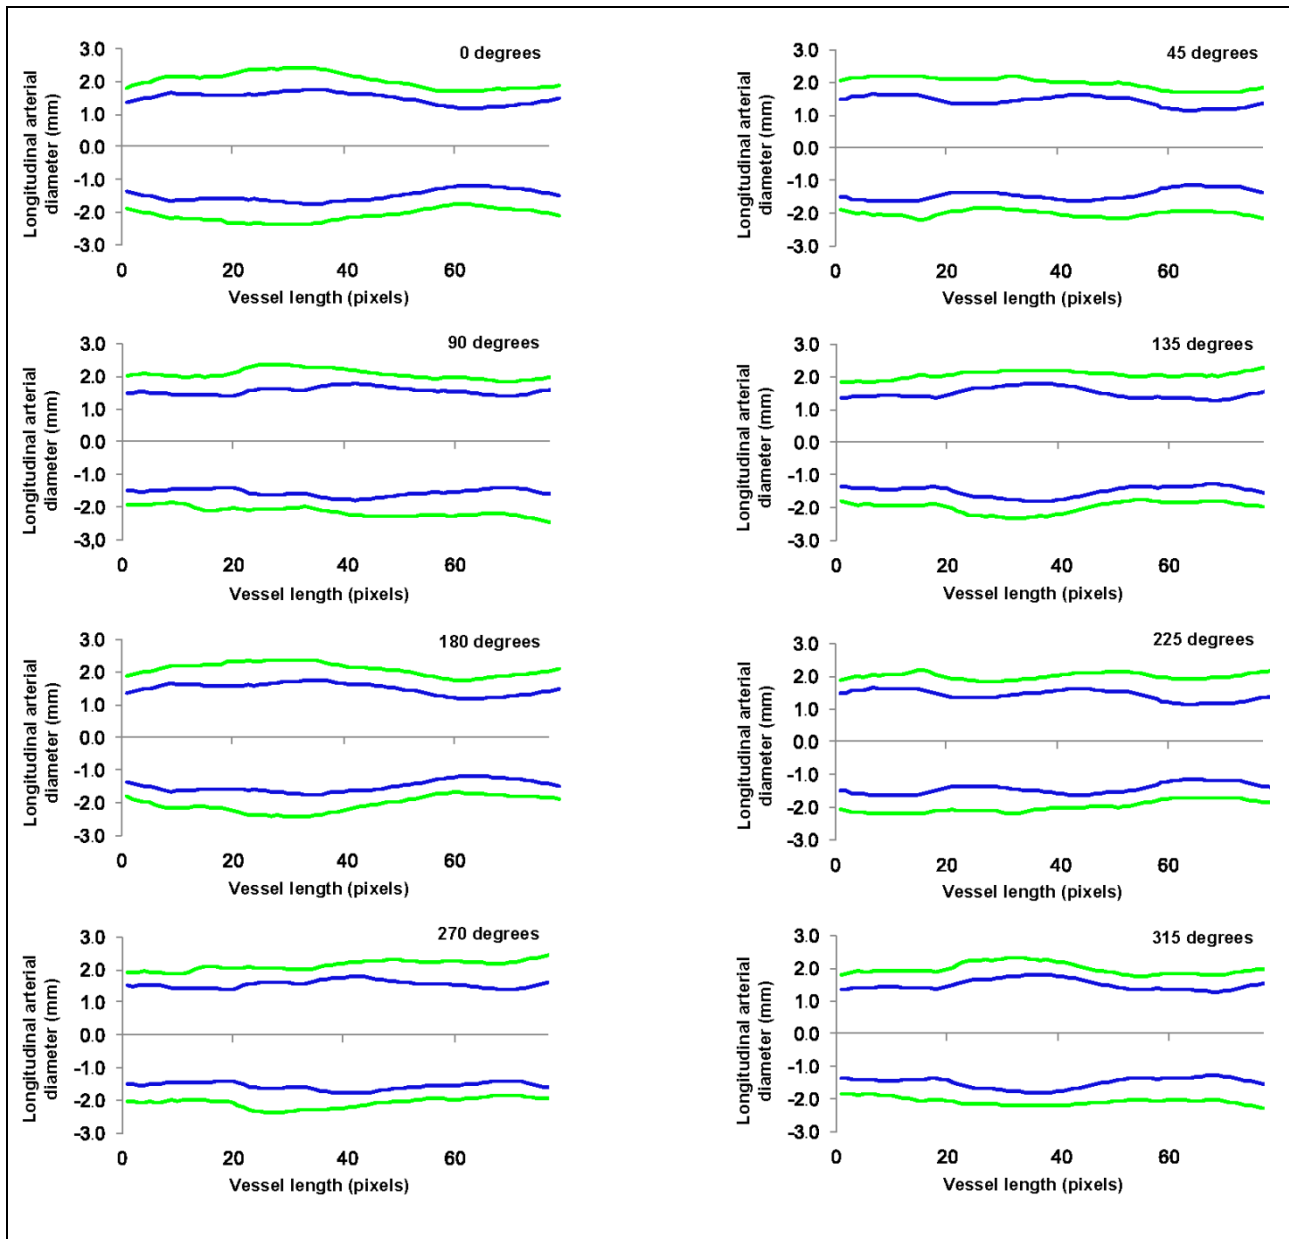 0 degrees
3.0
2.0
1.0
0.0
-1.0
-2.0
-3.0
Longitudinal arterial
diameter (mm)
0 20 40 60
Vessel length (pixels)
45 degrees
3.0
2.0
1.0
0.0
-1.0
-2.0
-3.0
Longitudinal arterial
diameter (mm)
0 20 40 60
Vessel length (pixels)
90 degrees
3.0
2.0
1.0
0.0
-1.0
-2.0
-3,0
Longitudinal arterial
diameter (mm)
0 20 40 60
Vessel length (pixels)
135 degrees
3.0
2.0
1.0
0.0
-1.0
-2.0
-3.0
Longitudinal arterial
diameter (mm)
0 20 40 60
Vessel length (pixels)
180 degrees
3.0
2.0
1.0
0.0
-1.0
-2.0
-3.0
Longitudinal arterial
diameter (mm)
0 20 40 60
Vessel length (pixels)
225 degrees
3.0
2.0
1.0
0.0
-1.0
-2.0
-3.0
Longitudinal arterial
diameter (mm)
0 20 40 60
Vessel length (pixels)
270 degrees
3.0
2.0
1.0
0.0
-1.0
-2.0
-3.0
Longitudinal arterial
diameter (mm)
0 20 40 60
Vessel length (pixels)
315 degrees
3.0
2.0
1.0
0.0
-1.0
-2.0
-3.0
Longitudinal arterial
diameter (mm)
0 20 40 60
Vessel length (pixels)